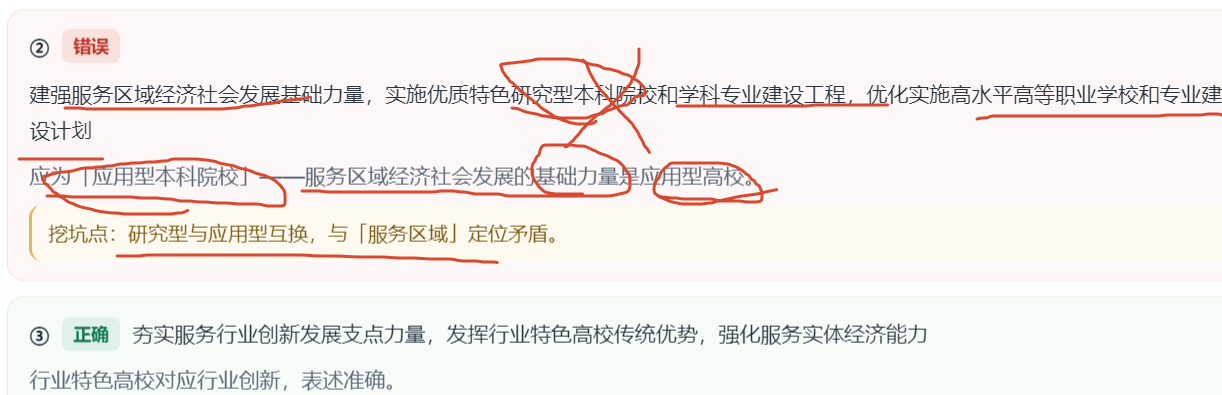 ② 错误
建强服务区域经济社会发展基础力量，实施优质特色研究型本科院校和学科专业建设工程，优化实施高水平高等职业学校和专业建
设计划
应为「应用型本科院校」——服务区域经济社会发展的基础力量是应用型高校。
挖坑点：研究型与应用型互换，与「服务区域」定位矛盾。
③ 正确 夯实服务行业创新发展支点力量，发挥行业特色高校传统优势，强化服务实体经济能力
行业特色高校对应行业创新，表述准确。